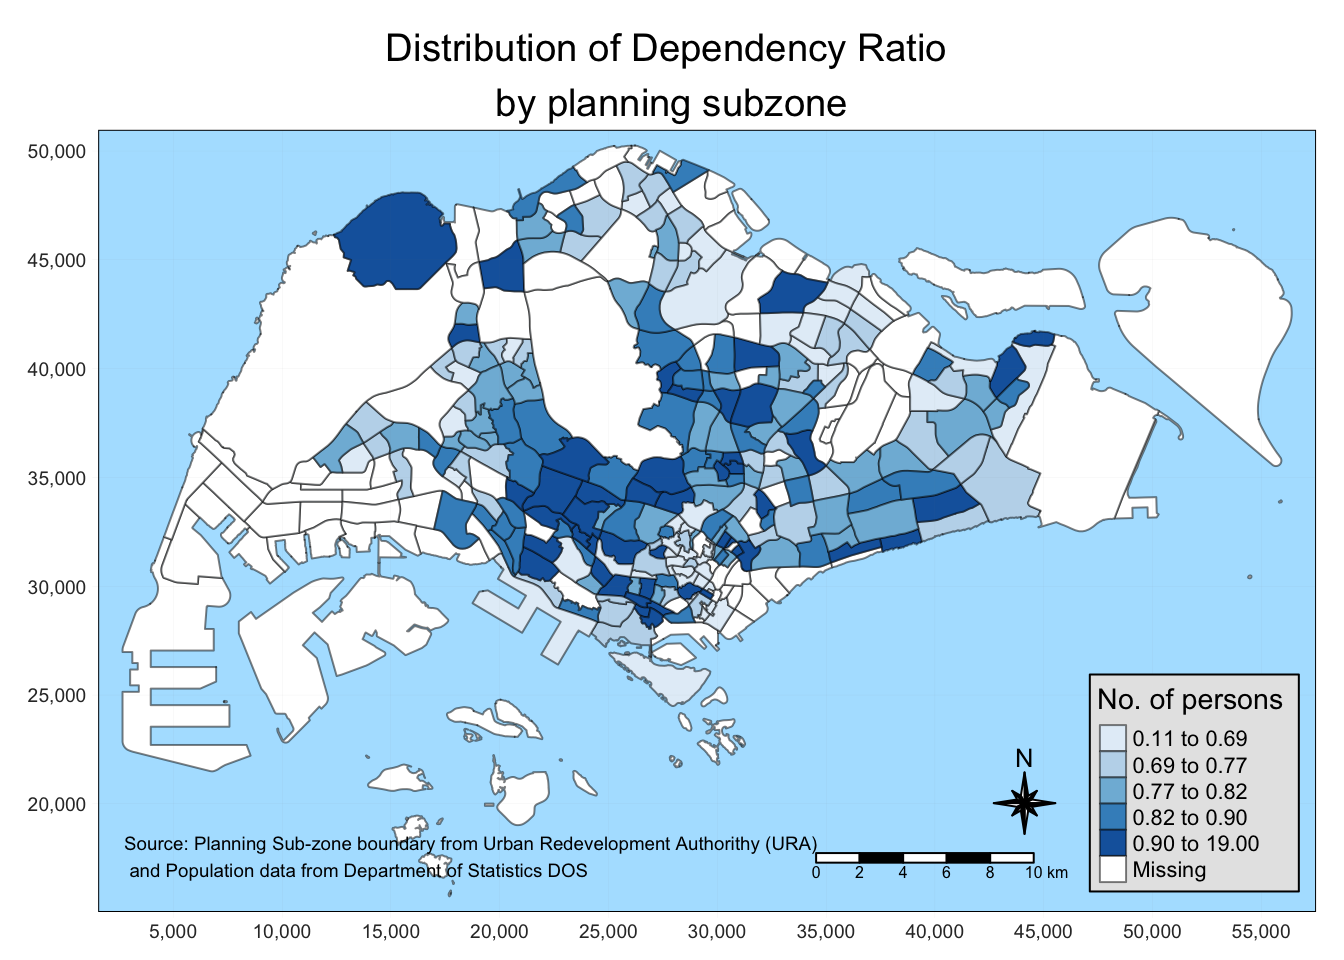 Distribution of Dependency Ratio
by planning subzone
50,000
45,000
40,000
35,000
30,000
25,000
20,000
No. of persons
0.11 to 0.69
0.69 to 0.77
0.77 to 0.82
0.82 to 0.90
0.90 to 19.00
Missing
N
Source: Planning Sub-zone boundary from Urban Redevelopment Authorithy (URA)
and Population data from Department of Statistics DOS
0 2 4 6 8 10 km
5,000 10,000 15,000 20,000 25,000 30,000 35,000 40,000 45,000 50,000 55,000